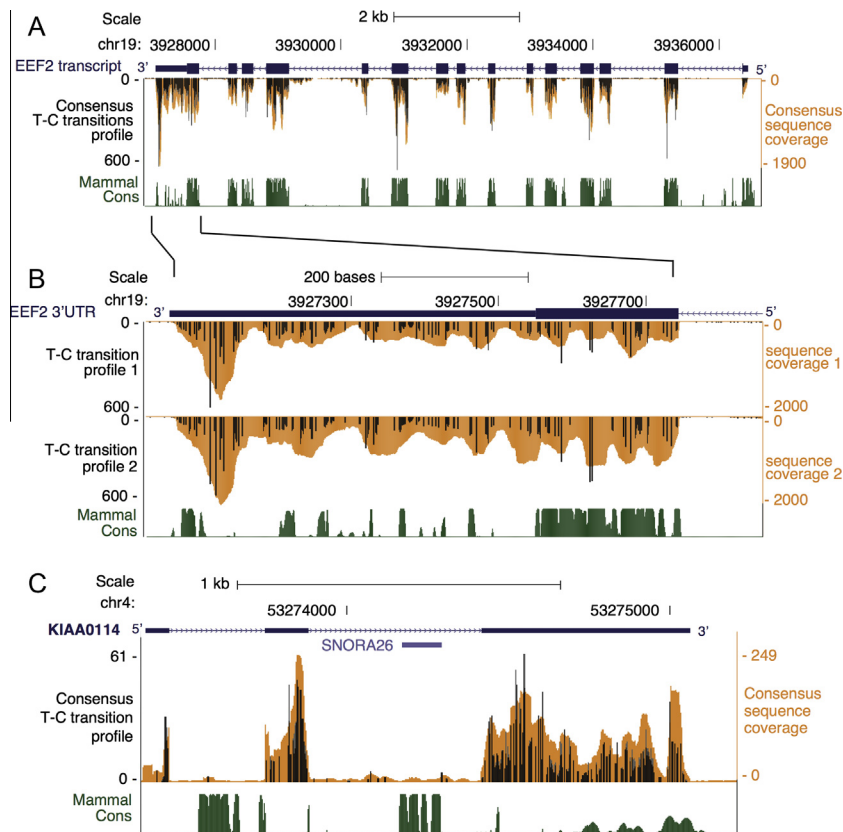 A
Scale
2 kb
chr19: 3928000 3930000 3932000 3934000 3936000
EEF2 transcript 3' 5'
0 - - 0
Consensus
T-C transitions
profile
Consensus
sequence
coverage
600 - - 1900
Mammal
Cons
B
Scale
200 bases
chr19: 3927300 3927500 3927700
EEF2 3'UTR 3' 5'
0 - - 0
T-C transition
profile 1
sequence
coverage 1
600 - - 2000
0 - - 0
T-C transition
profile 2
sequence
coverage 2
600 - - 2000
Mammal
Cons
C
Scale
1 kb
chr4:
53274000 53275000
KIAA0114 5' 3'
SNORA26
61 - - 249
Consensus
T-C transition
profile
Consensus
sequence
coverage
0 - - 0
Mammal
Cons